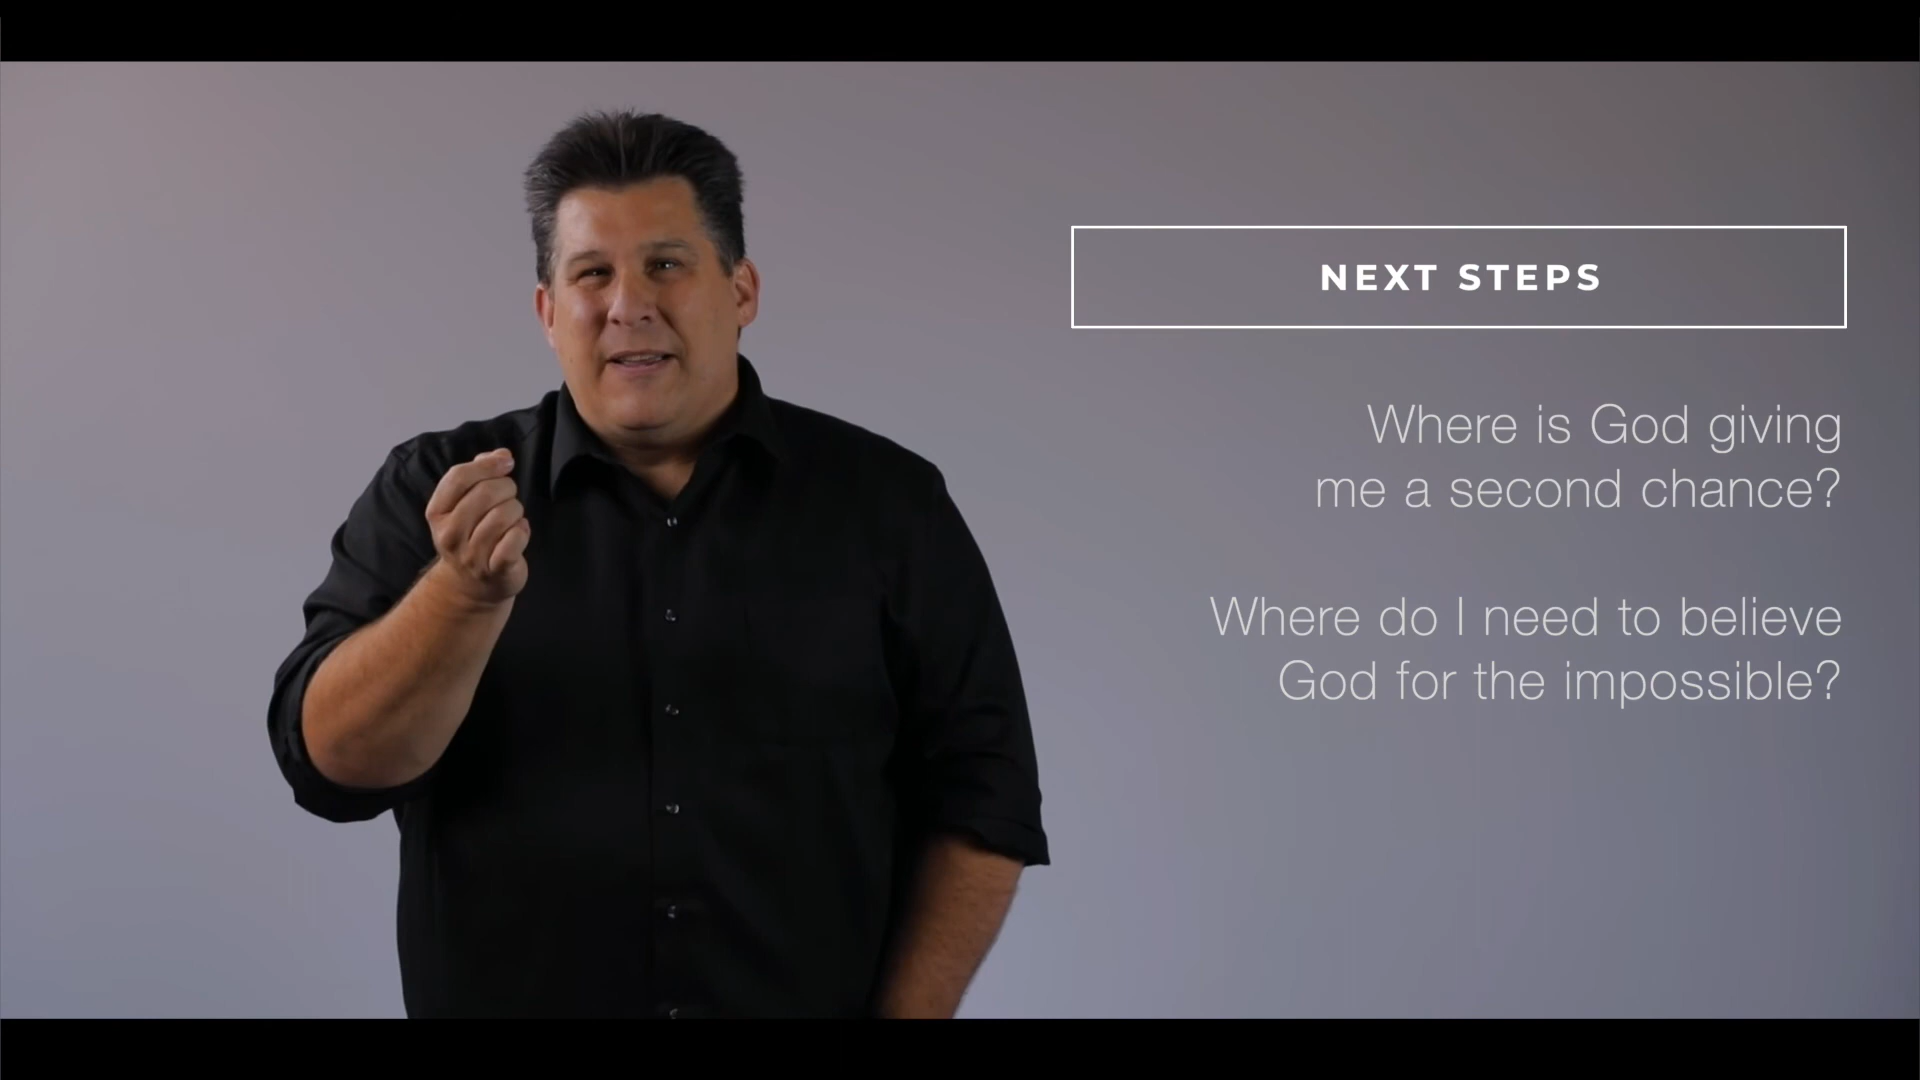 NEXT STEPS
Where is God giving
me a second chance?
Where do I need to believe
God for the impossible?